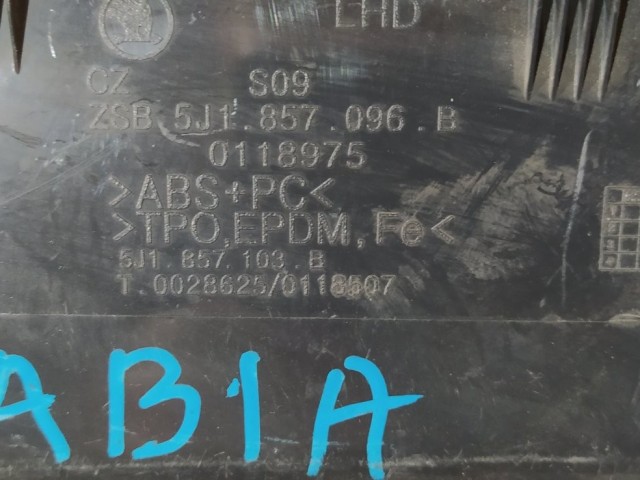 LHD
CZ S09
ZSB 5J1.857.096.B
0118975
>ABS+PC<
>TPO,EPDM,Fe<
5J1.857.103.B
T.0028625/0118507
ABIA